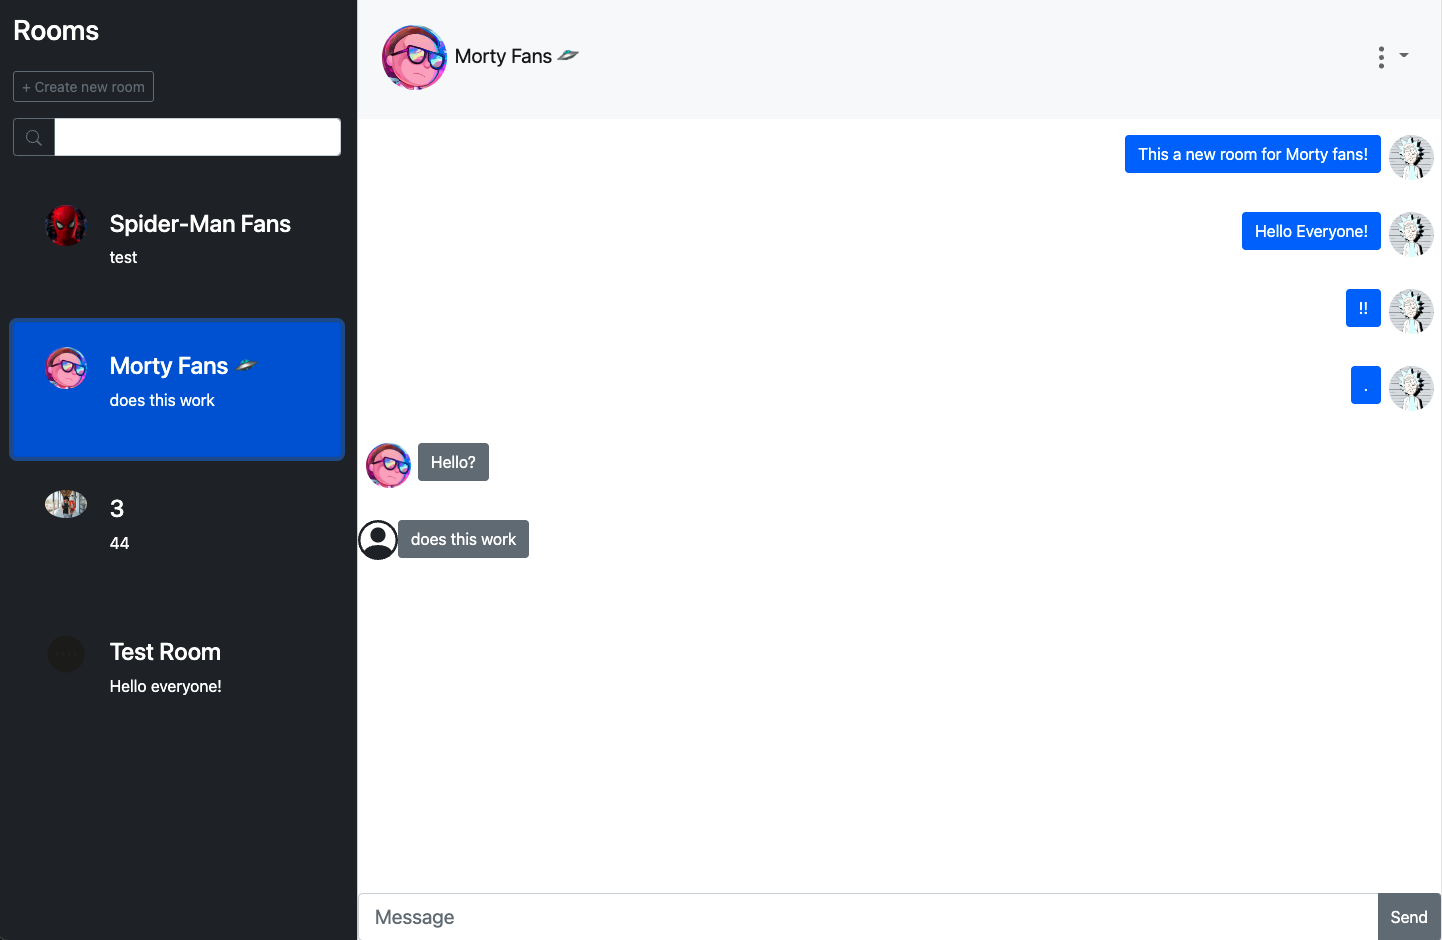 Rooms
+ Create new room
Spider-Man Fans
test
Morty Fans 🛸
does this work
3
44
Test Room
Hello everyone!
Morty Fans 🛸
This a new room for Morty fans!
Hello Everyone!
!!
.
Hello?
does this work
Message
Send